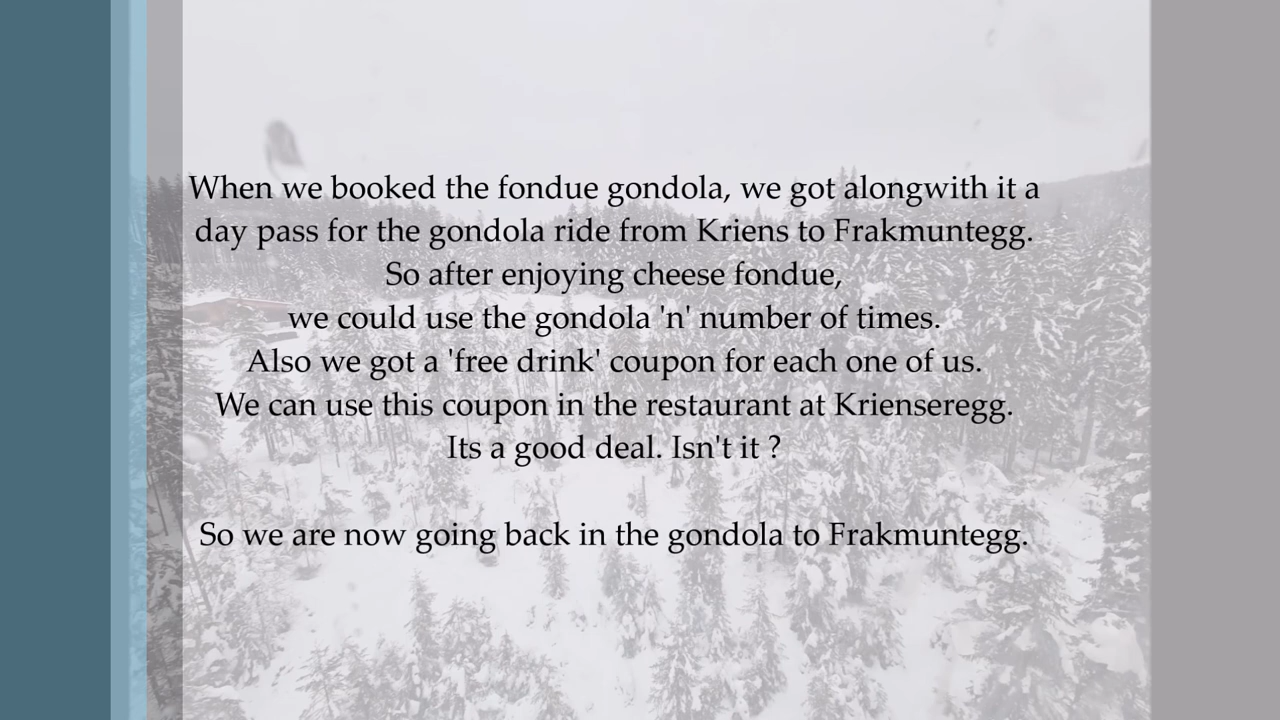 When we booked the fondue gondola, we got alongwith it a
day pass for the gondola ride from Kriens to Frakmuntegg.
So after enjoying cheese fondue,
we could use the gondola 'n' number of times.
Also we got a 'free drink' coupon for each one of us.
We can use this coupon in the restaurant at Krienseregg.
Its a good deal. Isn't it ?
So we are now going back in the gondola to Frakmuntegg.